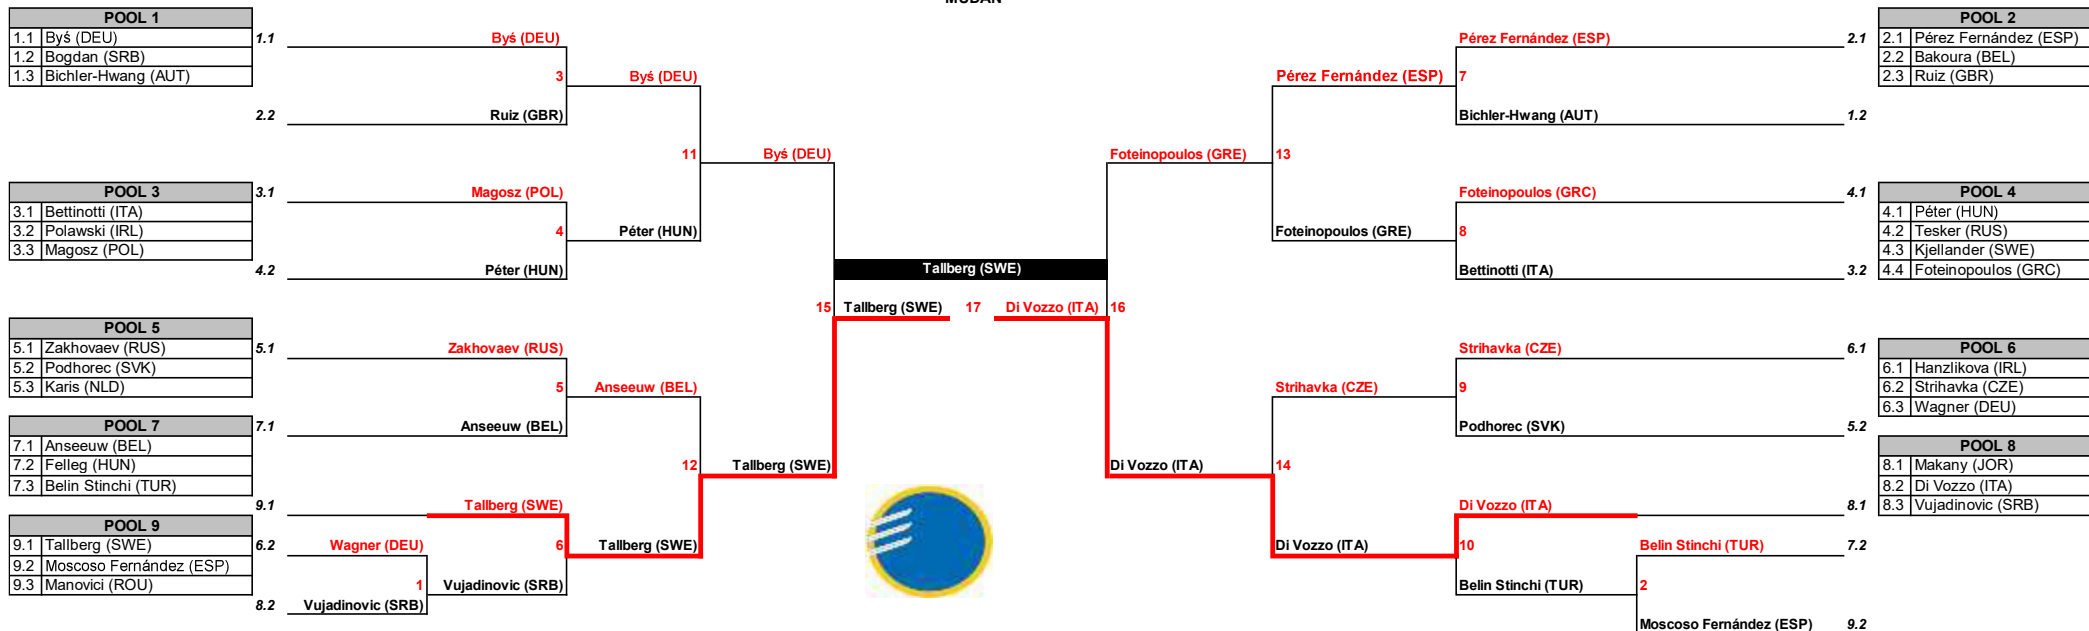 MUDAN
POOL 1
1.1 Byś (DEU)
1.2 Bogdan (SRB)
1.3 Bichler-Hwang (AUT)
POOL 3
3.1 Bettinotti (ITA)
3.2 Polawski (IRL)
3.3 Magosz (POL)
POOL 5
5.1 Zakhovaev (RUS)
5.2 Podhorec (SVK)
5.3 Karis (NLD)
POOL 7
7.1 Anseeuw (BEL)
7.2 Felleg (HUN)
7.3 Belin Stinchi (TUR)
POOL 9
9.1 Tallberg (SWE)
9.2 Moscoso Fernández (ESP)
9.3 Manovici (ROU)
1.1 Byś (DEU)
3 Byś (DEU)
2.2 Ruiz (GBR)
11 Byś (DEU)
3.1 Magosz (POL)
4 Péter (HUN)
4.2 Péter (HUN)
15 Tallberg (SWE)
5.1 Zakhovaev (RUS)
5 Anseeuw (BEL)
7.1 Anseeuw (BEL)
12 Tallberg (SWE)
9.1 Tallberg (SWE)
6 Tallberg (SWE)
6.2 Wagner (DEU)
1 Vujadinovic (SRB)
8.2 Vujadinovic (SRB)
Tallberg (SWE)
17
Pérez Fernández (ESP) 2.1
Pérez Fernández (ESP) 7
Bichler-Hwang (AUT) 1.2
Foteinopoulos (GRE) 13
Foteinopoulos (GRC) 4.1
Foteinopoulos (GRE) 8
Bettinotti (ITA) 3.2
Di Vozzo (ITA) 16
Strihavka (CZE) 6.1
Strihavka (CZE) 9
Podhorec (SVK) 5.2
Di Vozzo (ITA) 14
Di Vozzo (ITA) 8.1
Di Vozzo (ITA) 10
Belin Stinchi (TUR) 7.2
Belin Stinchi (TUR) 2
Moscoso Fernández (ESP) 9.2
POOL 2
2.1 Pérez Fernández (ESP)
2.2 Bakoura (BEL)
2.3 Ruiz (GBR)
POOL 4
4.1 Péter (HUN)
4.2 Tesker (RUS)
4.3 Kjellander (SWE)
4.4 Foteinopoulos (GRC)
POOL 6
6.1 Hanzlikova (IRL)
6.2 Strihavka (CZE)
6.3 Wagner (DEU)
POOL 8
8.1 Makany (JOR)
8.2 Di Vozzo (ITA)
8.3 Vujadinovic (SRB)